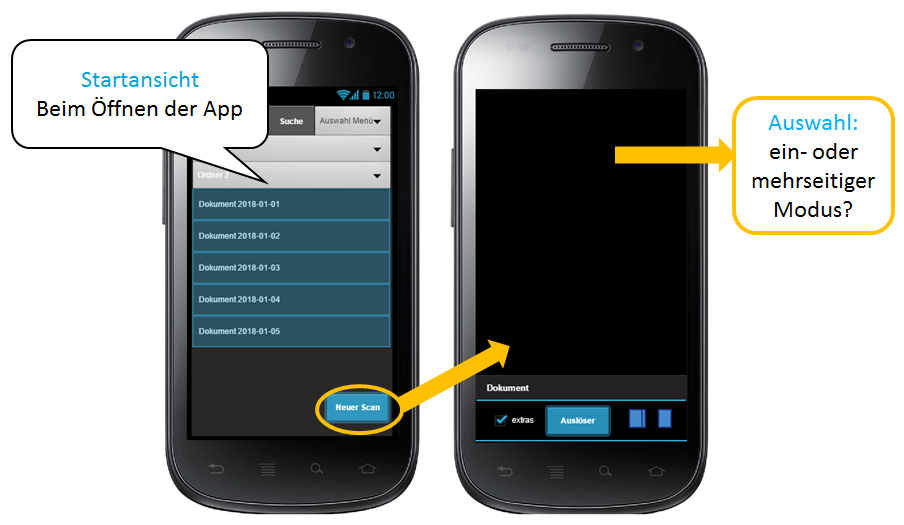 Startansicht
Beim Öffnen der App
12:00
Suche
Auswahl Menü
Ordner 2
Dokument 2018-01-01
Dokument 2018-01-02
Dokument 2018-01-03
Dokument 2018-01-04
Dokument 2018-01-05
Neuer Scan
Dokument
extras
Auslöser
Auswahl:
ein- oder
mehrseitiger
Modus?